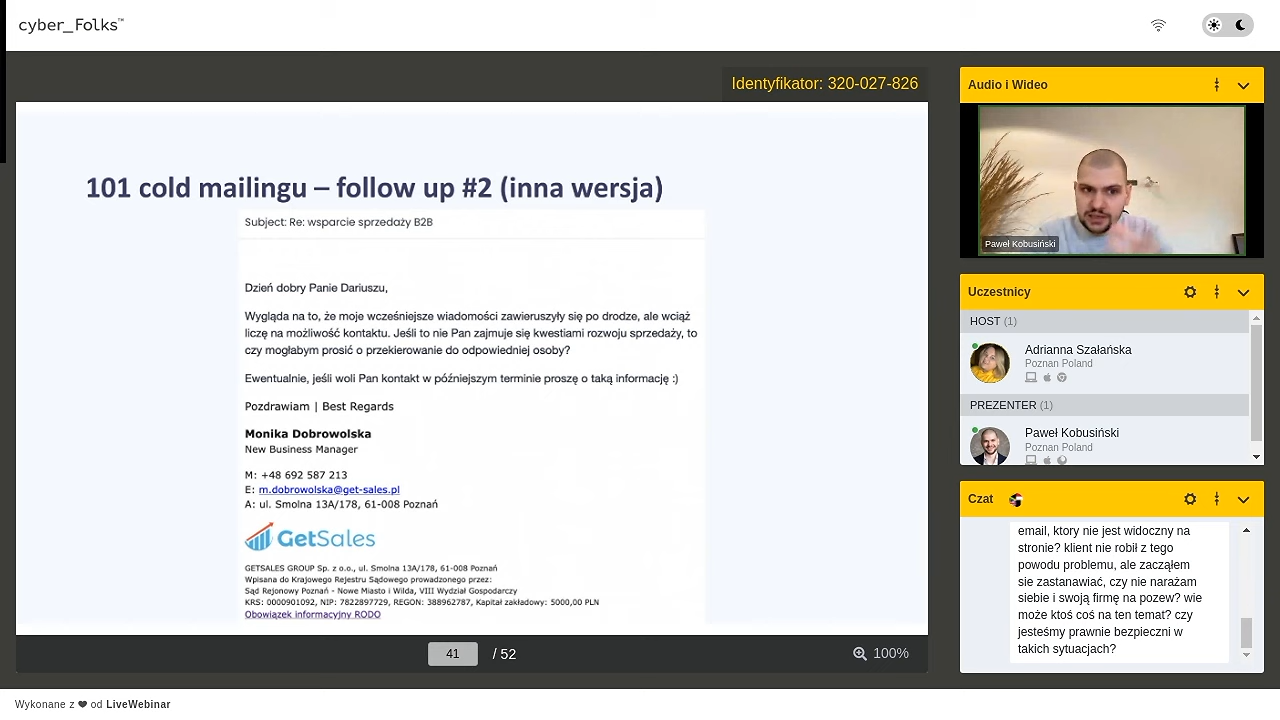 cyber_Folks™
Identyfikator: 320-027-826
101 cold mailingu – follow up #2 (inna wersja)
Subject: Re: wsparcie sprzedaży B2B
Dzień dobry Panie Dariuszu,
Wygląda na to, że moje wcześniejsze wiadomości zawieruszyły się po drodze, ale wciąż
liczę na możliwość kontaktu. Jeśli to nie Pan zajmuje się kwestiami rozwoju sprzedaży, to
czy mogłabym prosić o przekierowanie do odpowiedniej osoby?
Ewentualnie, jeśli woli Pan kontakt w późniejszym terminie proszę o taką informację :)
Pozdrawiam | Best Regards
Monika Dobrowolska
New Business Manager
M: +48 692 587 213
E: m.dobrowolska@get-sales.pl
A: ul. Smolna 13A/178, 61-008 Poznań
GetSales
GETSALES GROUP Sp. z o.o., ul. Smolna 13A/178, 61-008 Poznań
Wpisana do Krajowego Rejestru Sądowego prowadzonego przez:
Sąd Rejonowy Poznań - Nowe Miasto i Wilda, VIII Wydział Gospodarczy
KRS: 0000901092, NIP: 7822897729, REGON: 388962787, Kapitał zakładowy: 5000,00 PLN
Obowiązek informacyjny RODO
41 / 52
100%
Audio i Wideo
Paweł Kobusiński
Uczestnicy
HOST (1)
Adrianna Szałańska
Poznan Poland
PREZENTER (1)
Paweł Kobusiński
Poznan Poland
Czat
email, ktory nie jest widoczny na
stronie? klient nie robił z tego
powodu problemu, ale zacząłem
sie zastanawiać, czy nie narażam
siebie i swoją firmę na pozew? wie
może ktoś coś na ten temat? czy
jesteśmy prawnie bezpieczni w
takich sytuacjach?
Wykonane z ❤ od LiveWebinar